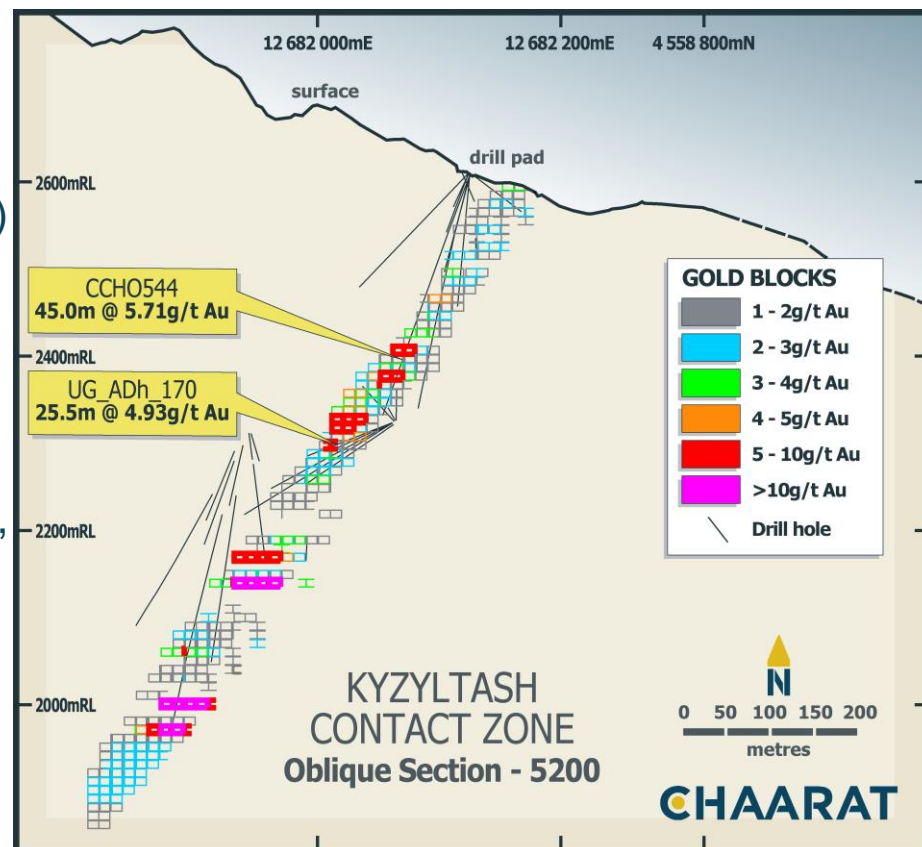 12 682 000mE
12 682 200mE
4 558 800mN
surface
drill pad
2600mRL
)
CCHO544
45.0m @ 5.71g/t Au
2400mRL
UG_ADh_170
25.5m @ 4.93g/t Au
GOLD BLOCKS
1 - 2g/t Au
2 - 3g/t Au
3 - 4g/t Au
4 - 5g/t Au
5 - 10g/t Au
>10g/t Au
Drill hole
2200mRL
,
2000mRL
KYZYLTASH
CONTACT ZONE
Oblique Section - 5200
N
0 50 100 150 200
metres
CHAARAT